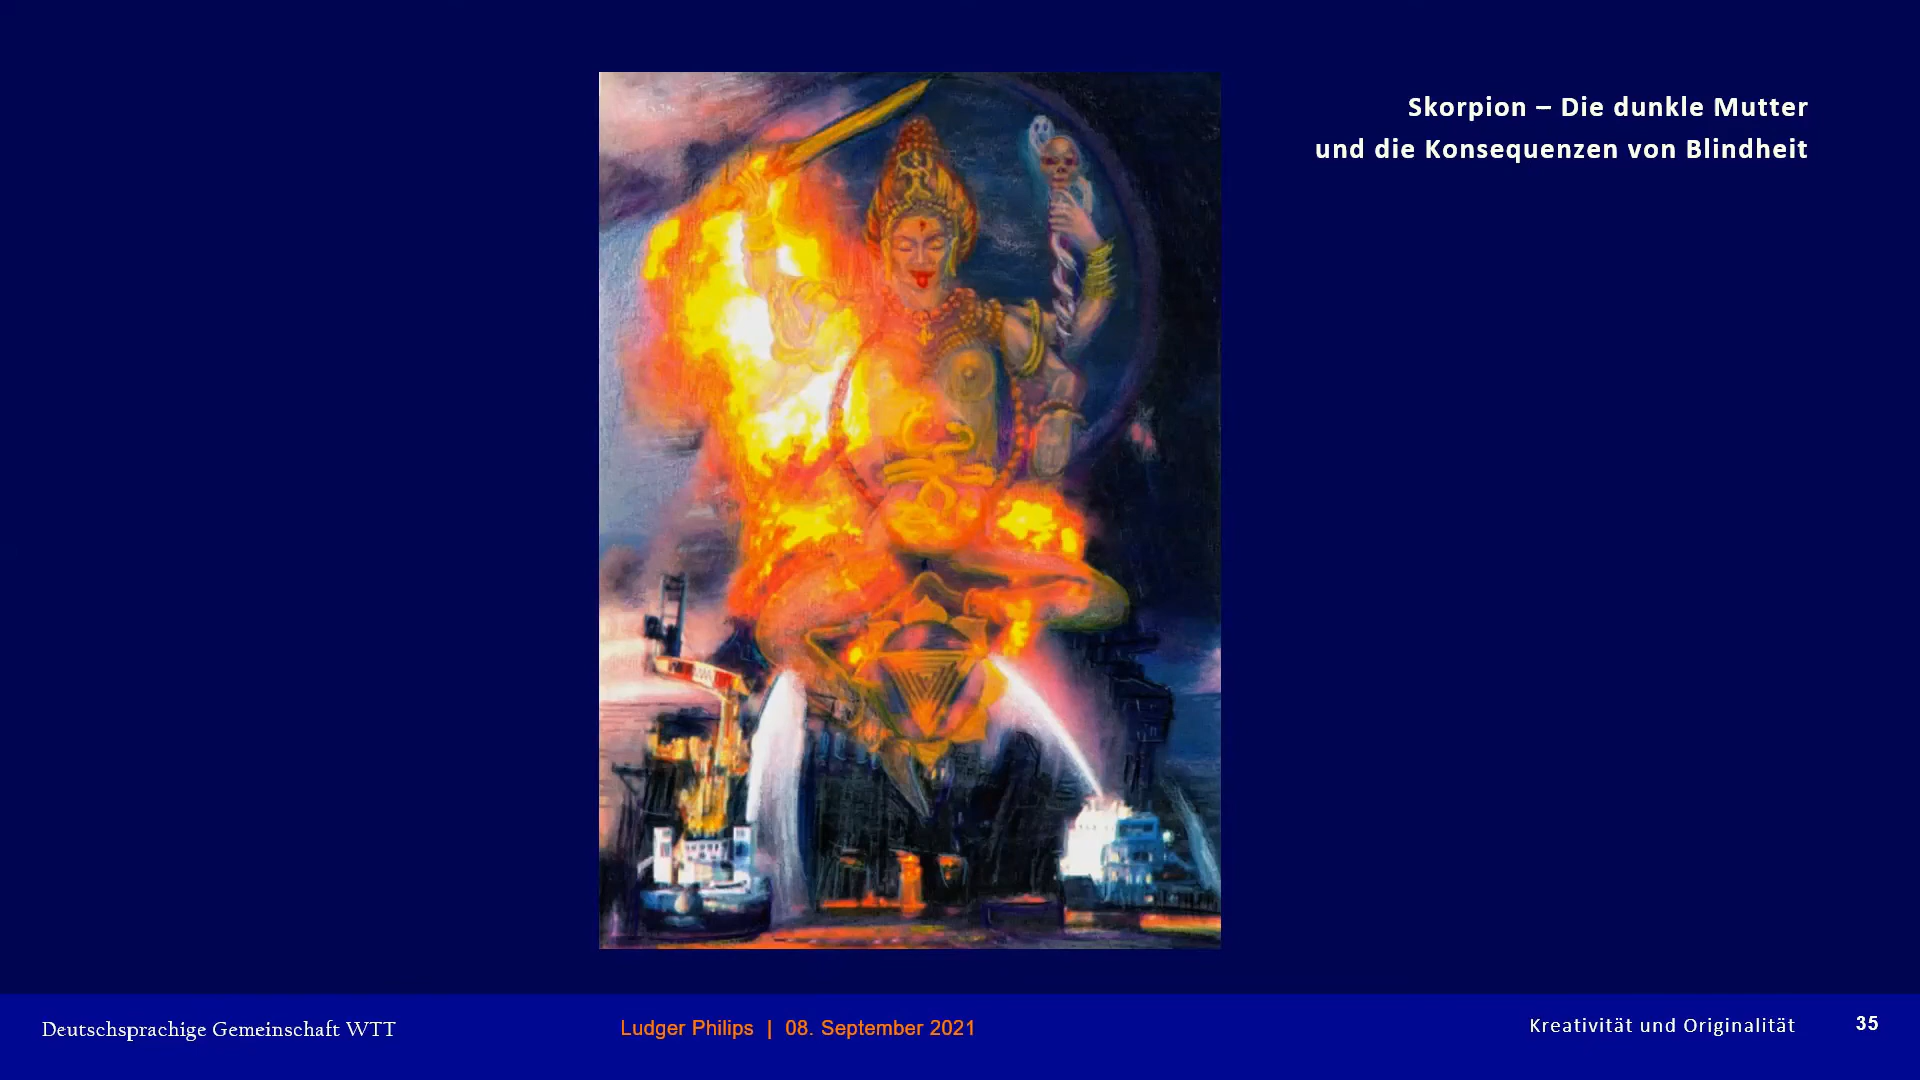 Skorpion – Die dunkle Mutter
und die Konsequenzen von Blindheit
Deutschsprachige Gemeinschaft WTT
Ludger Philips | 08. September 2021
Kreativität und Originalität
35